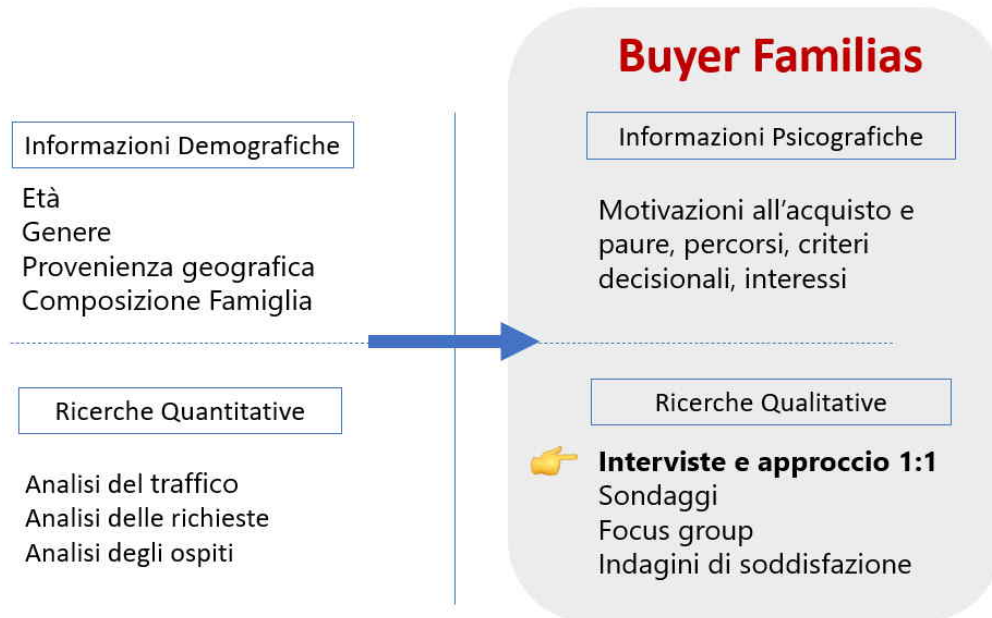 Buyer Familias
Informazioni Demografiche
Età
Genere
Provenienza geografica
Composizione Famiglia
Informazioni Psicografiche
Motivazioni all'acquisto e
paure, percorsi, criteri
decisionali, interessi
Ricerche Quantitative
Analisi del traffico
Analisi delle richieste
Analisi degli ospiti
Ricerche Qualitative
Interviste e approccio 1:1
Sondaggi
Focus group
Indagini di soddisfazione